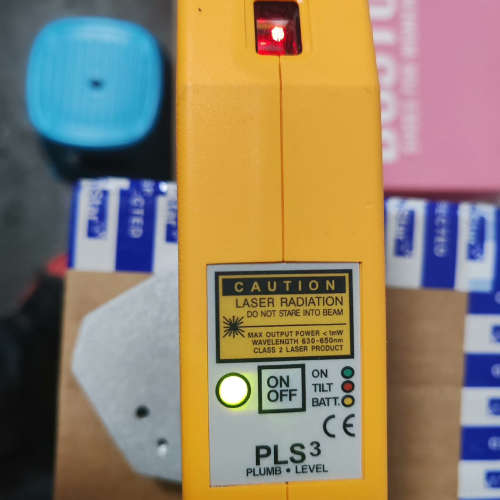 CAUTION
LASER RADIATION
DO NOT STARE INTO BEAM
MAX OUTPUT POWER <1mW
WAVELENGTH 630-650nm
CLASS 2 LASER PRODUCT
ON
OFF
ON
TILT
BATT.
CE
PLS3
PLUMB • LEVEL